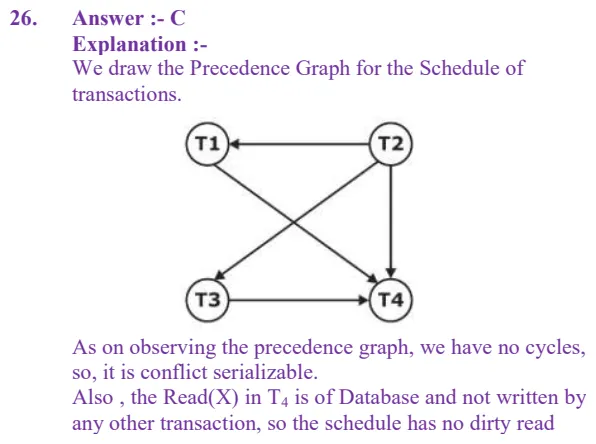 26. Answer :- C
Explanation :-
We draw the Precedence Graph for the Schedule of
transactions.
T1 T2
T3 T4
As on observing the precedence graph, we have no cycles,
so, it is conflict serializable.
Also , the Read(X) in T₄ is of Database and not written by
any other transaction, so the schedule has no dirty read